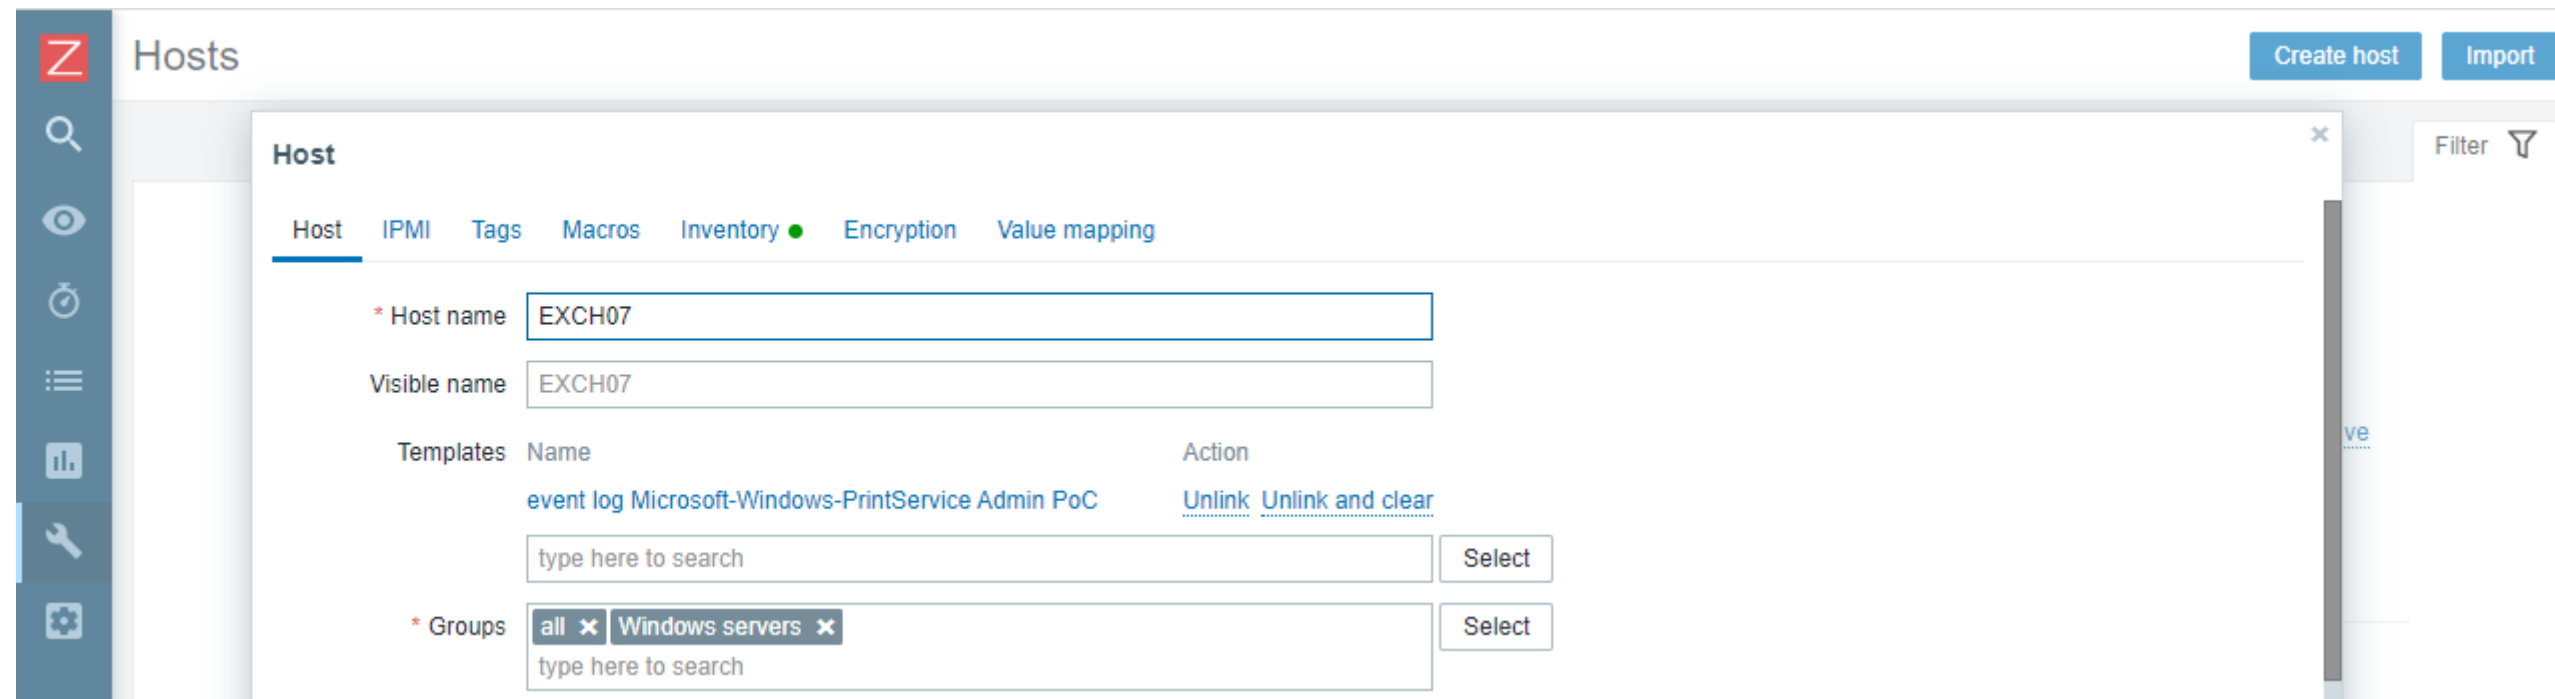 Z Hosts Create host Import
Host
Filter
Host IPMI Tags Macros Inventory Encryption Value mapping
* Host name EXCH07
Visible name EXCH07
Templates Name Action
ve
event log Microsoft-Windows-PrintService Admin PoC Unlink Unlink and clear
type here to search Select
* Groups all Windows servers Select
type here to search